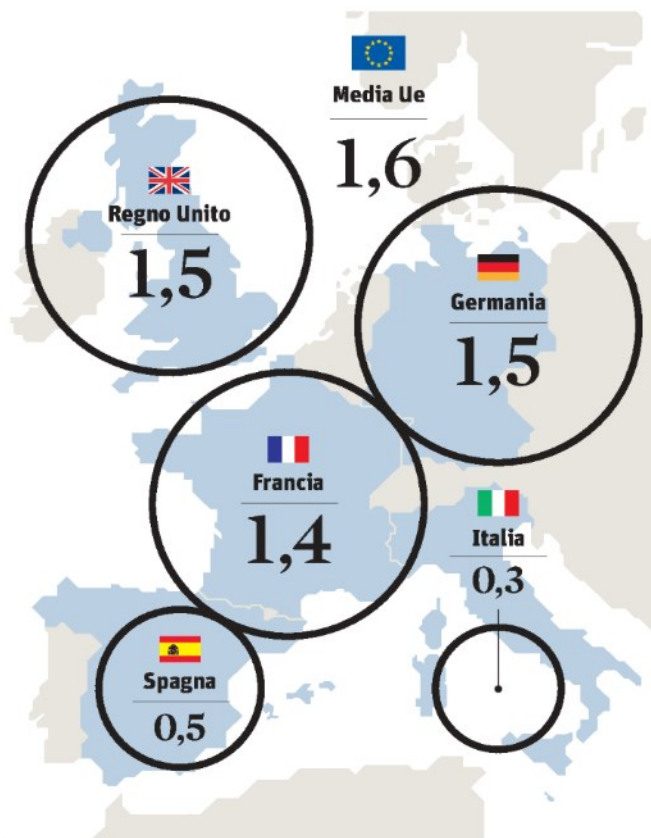 Media Ue
1,6
Regno Unito
1,5
Germania
1,5
Francia
1,4
Italia
0,3
Spagna
0,5